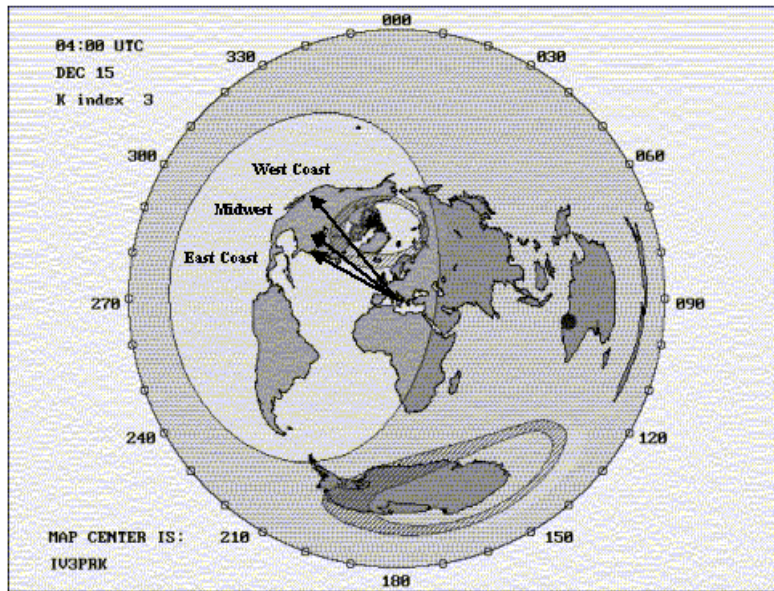 000
04:00 UTC
330
030
DEC 15
K index 3
300
060
West Coast
Midwest
East Coast
270
090
240
120
MAP CENTER IS:
210
150
IV3PRK
180